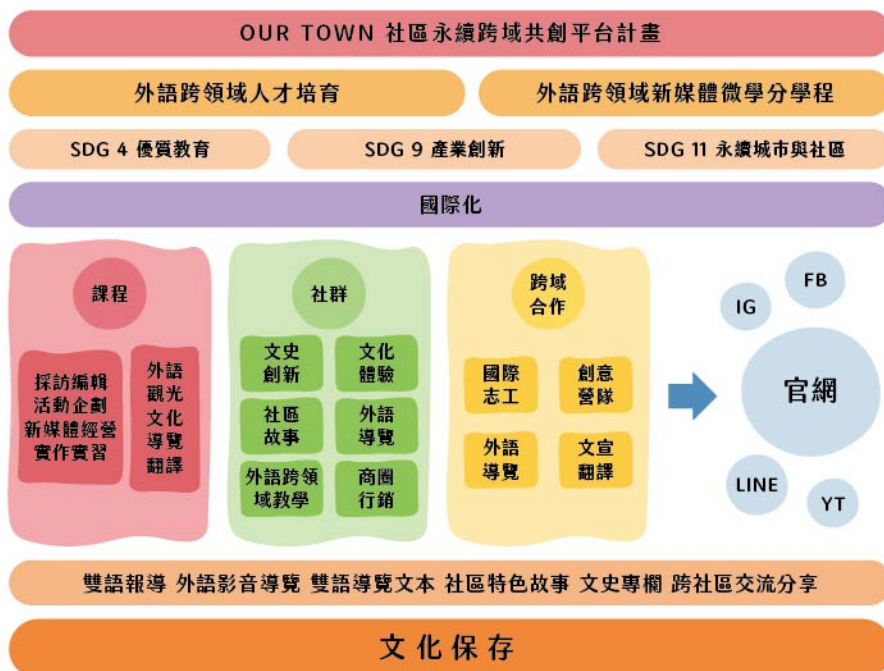 OUR TOWN 社區永續跨域共創平台計畫
外語跨領域人才培育
外語跨領域新媒體微學分學程
SDG 4 優質教育
SDG 9 產業創新
SDG 11 永續城市與社區
國際化
課程
採訪編輯
活動企劃
新媒體經營
實作實習
外語
觀光
文化
導覽
翻譯
社群
文史
創新
文化
體驗
社區
故事
外語
導覽
外語跨領
域教學
商圈
行銷
跨域
合作
國際
志工
創意
營隊
外語
導覽
文宣
翻譯
FB
IG
官網
LINE
YT
雙語報導 外語影音導覽 雙語導覽文本 社區特色故事 文史專欄 跨社區交流分享
文化保存